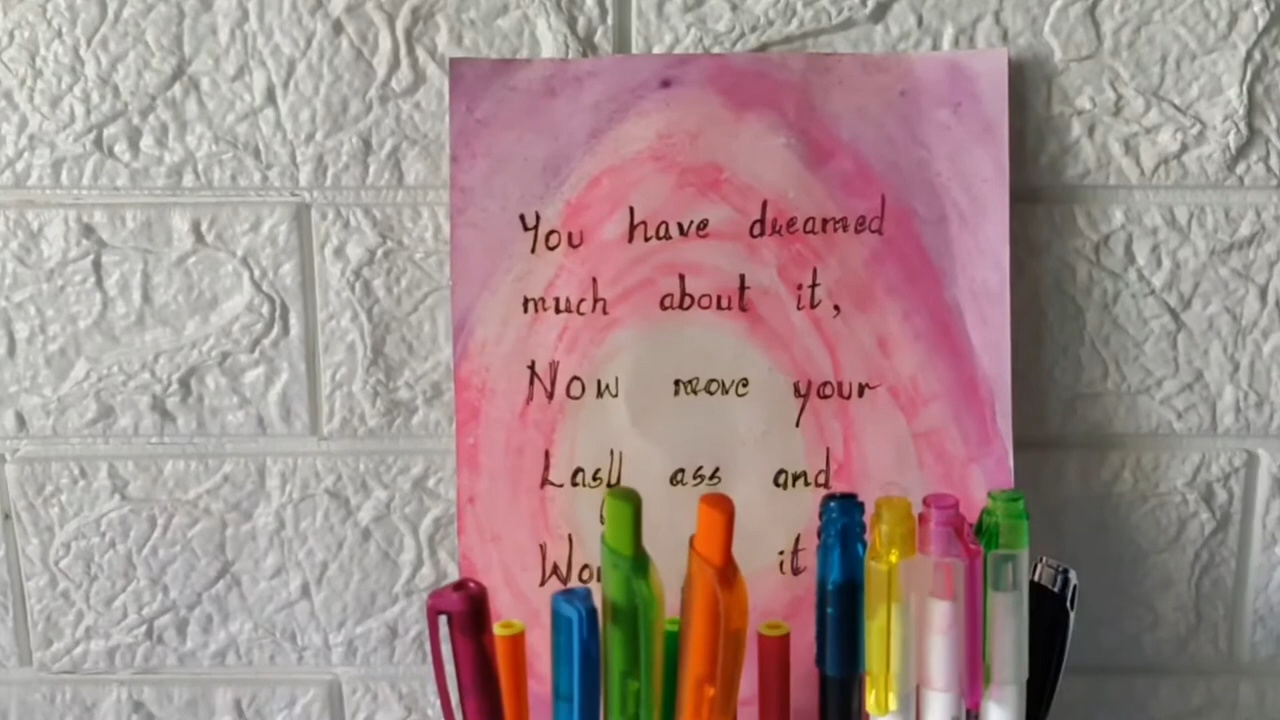 You have dreamed
much about it,
Now move your
ass and
it